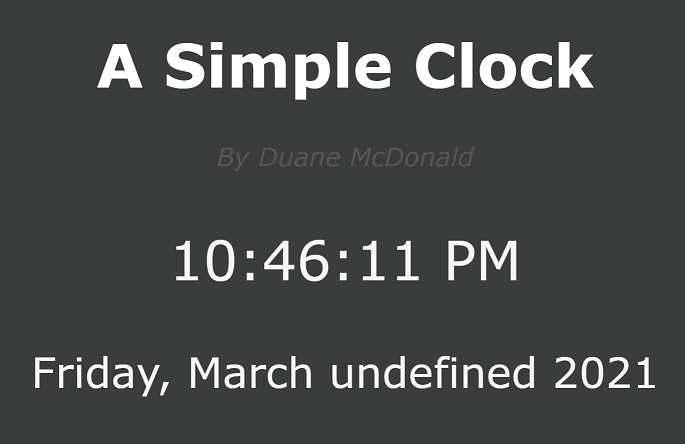 A Simple Clock
By Duane McDonald
10:46:11 PM
Friday, March undefined 2021